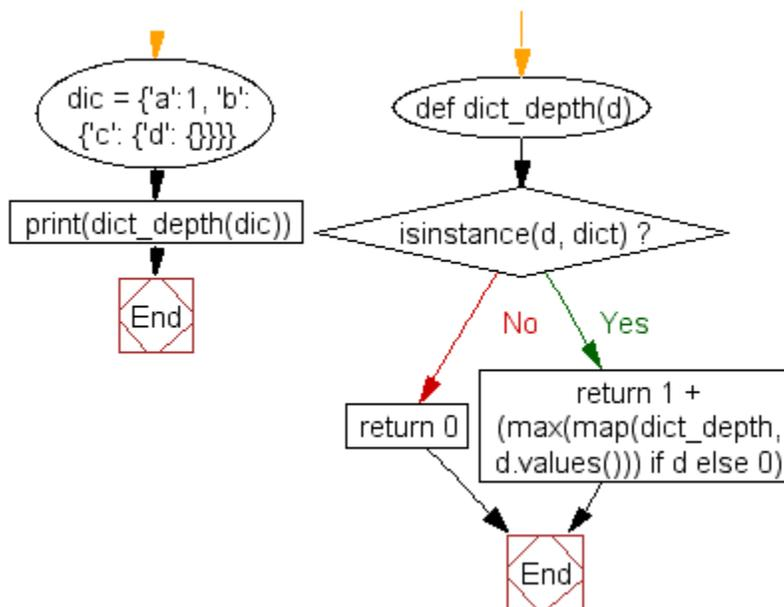 dic = {'a':1, 'b':
{'c': {'d': {}}}}
print(dict_depth(dic))
End
def dict_depth(d)
isinstance(d, dict) ?
No
Yes
return 0
return 1 +
(max(map(dict_depth,
d.values())) if d else 0)
End